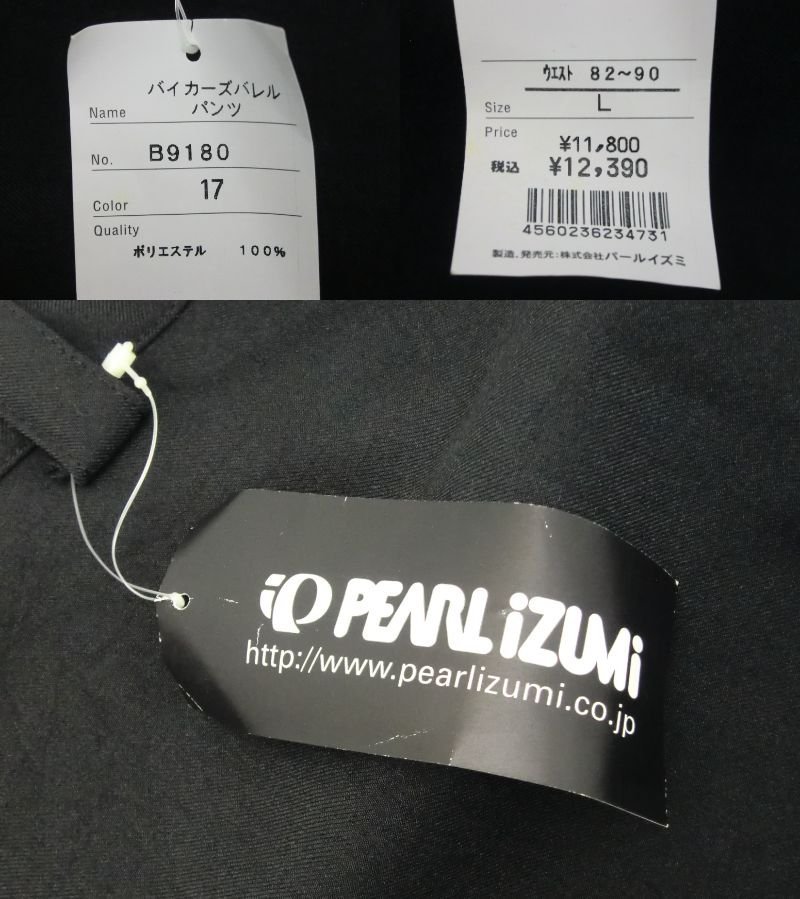 バイカーズバレル
Name パンツ
No. B9180
Color 17
Quality
ポリエステル 100%
ｳｴｽﾄ 82～90
Size L
Price
¥11,800
税込 ¥12,390
4560236234731
製造、発売元：株式会社パールイズミ
PEARL iZUMi
http://www.pearlizumi.co.jp